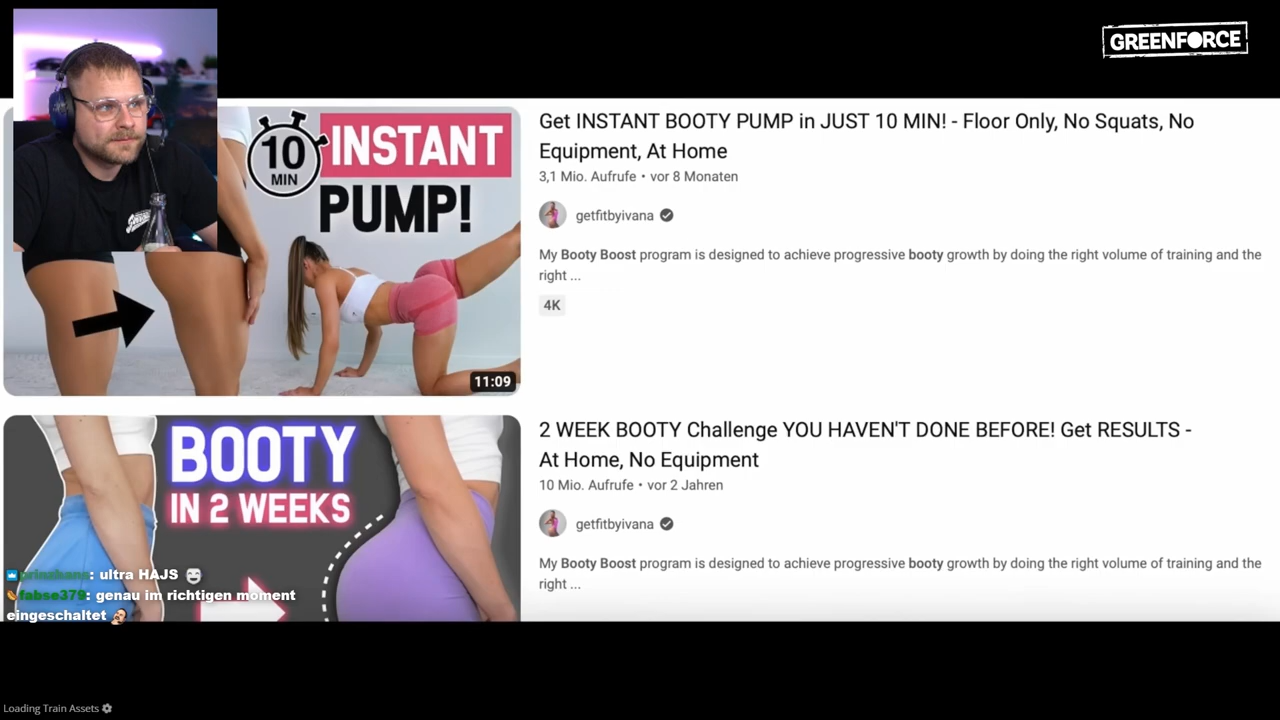 GREENFORCE
10
MIN
INSTANT
PUMP!
11:09
Get INSTANT BOOTY PUMP in JUST 10 MIN! - Floor Only, No Squats, No
Equipment, At Home
3,1 Mio. Aufrufe • vor 8 Monaten
getfitbyivana
My Booty Boost program is designed to achieve progressive booty growth by doing the right volume of training and the
right ...
4K
BOOTY
IN 2 WEEKS
2 WEEK BOOTY Challenge YOU HAVEN'T DONE BEFORE! Get RESULTS -
At Home, No Equipment
10 Mio. Aufrufe • vor 2 Jahren
getfitbyivana
My Booty Boost program is designed to achieve progressive booty growth by doing the right volume of training and the
right ...
: ultra HAJS
fabse379: genau im richtigen moment
eingeschaltet
Loading Train Assets